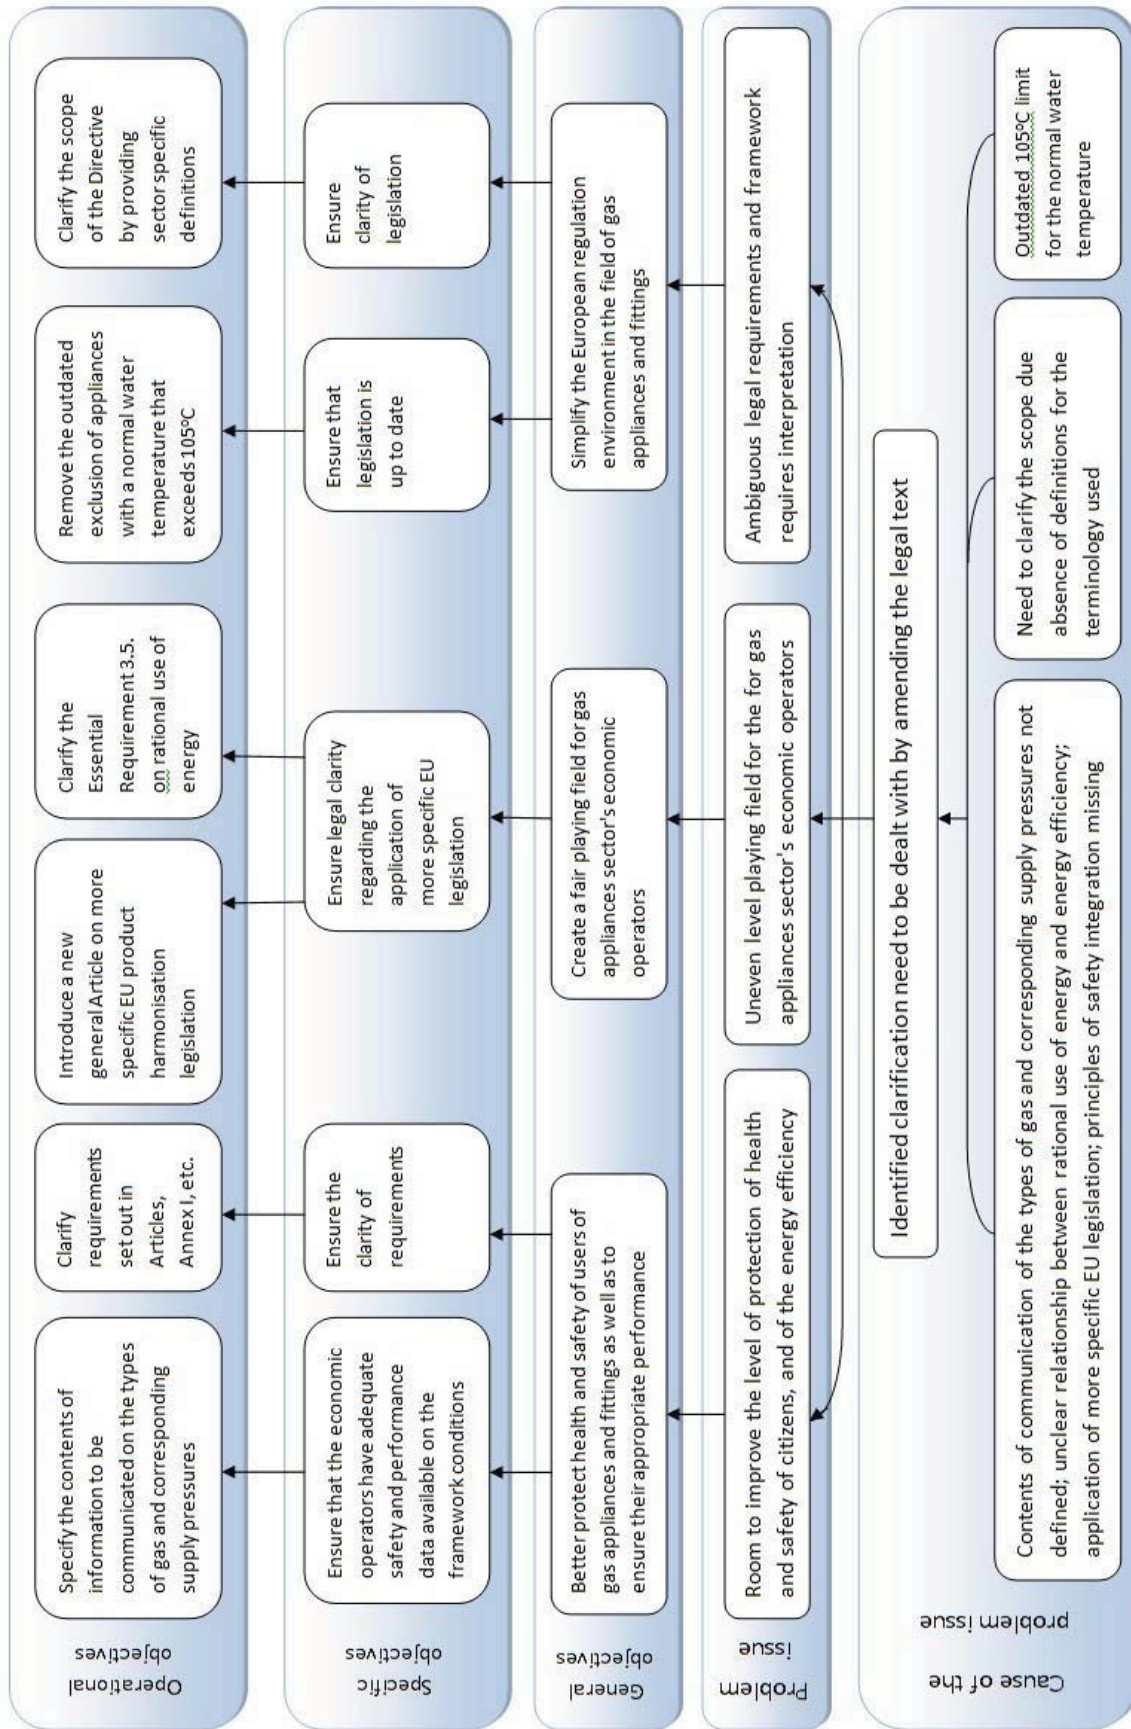 Operational
objectives
Specify the contents of
information to be
communicated on the types
of gas and corresponding
supply pressures
Clarify
requirements
set out in
Articles,
Annex I, etc.
Introduce a new
general Article on more
specific EU product
harmonisation
legislation
Clarify the
Essential
Requirement 3.5.
on rational use of
energy
Remove the outdated
exclusion of appliances
with a normal water
temperature that
exceeds 105ºC
Clarify the scope
of the Directive
by providing
sector specific
definitions
Specific
objectives
Ensure that the economic
operators have adequate
safety and performance
data available on the
framework conditions
Ensure the
clarity of
requirements
Ensure legal clarity
regarding the
application of
more specific EU
legislation
Ensure that
legislation is
up to date
Ensure
clarity of
legislation
General
objectives
Better protect health and safety of users of
gas appliances and fittings as well as to
ensure their appropriate performance
Create a fair playing field for gas
appliances sector's economic
operators
Simplify the European regulation
environment in the field of gas
appliances and fittings
Problem
issue
Room to improve the level of protection of health
and safety of citizens, and of the energy efficiency
Uneven level playing field for the for gas
appliances sector's economic operators
Ambiguous legal requirements and framework
requires interpretation
Identified clarification need to be dealt with by amending the legal text
Cause of the
problem issue
Contents of communication of the types of gas and corresponding supply pressures not
defined; unclear relationship between rational use of energy and energy efficiency;
application of more specific EU legislation; principles of safety integration missing
Need to clarify the scope due
absence of definitions for the
terminology used
Outdated 105ºC limit
for the normal water
temperature